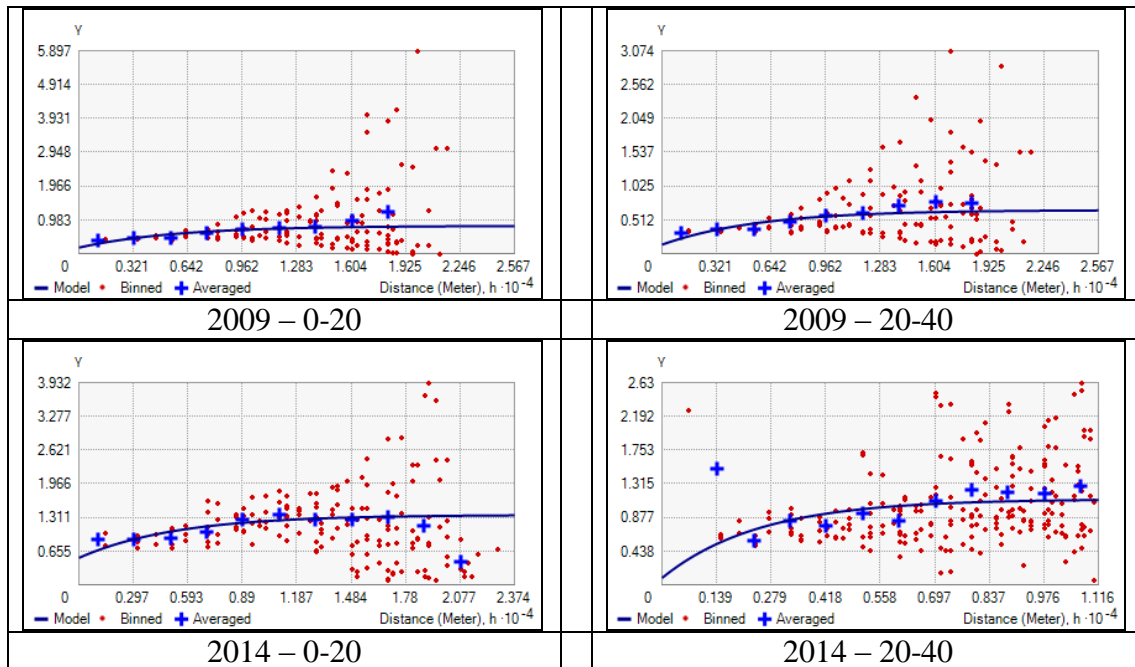 Y
5.897
4.914
3.931
2.948
1.966
0.983
0 0.321 0.642 0.962 1.283 1.604 1.925 2.246 2.567
Model Binned Averaged Distance (Meter), h ·10⁻⁴
2009 – 0-20
Y
3.074
2.562
2.049
1.537
1.025
0.512
0 0.321 0.642 0.962 1.283 1.604 1.925 2.246 2.567
Model Binned Averaged Distance (Meter), h ·10⁻⁴
2009 – 20-40
Y
3.932
3.277
2.621
1.966
1.311
0.655
0 0.297 0.593 0.89 1.187 1.484 1.78 2.077 2.374
Model Binned Averaged Distance (Meter), h ·10⁻⁴
2014 – 0-20
Y
2.63
2.192
1.753
1.315
0.877
0.438
0 0.139 0.279 0.418 0.558 0.697 0.837 0.976 1.116
Model Binned Averaged Distance (Meter), h ·10⁻⁴
2014 – 20-40